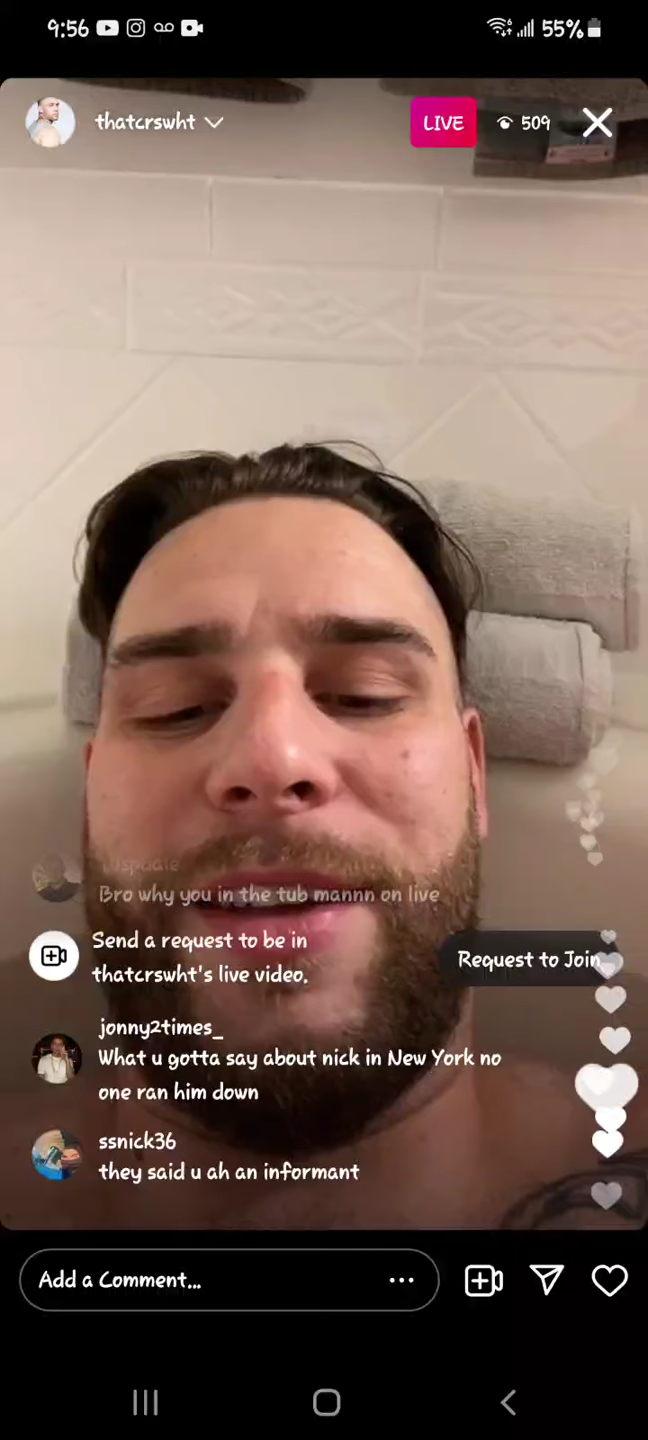 9:56
55%
thatcrswht
LIVE
509
Bro why you in the tub mannn on live
Send a request to be in
thatcrswht's live video.
Request to Join
jonny2times_
What u gotta say about nick in New York no
one ran him down
ssnick36
they said u ah an informant
Add a Comment...